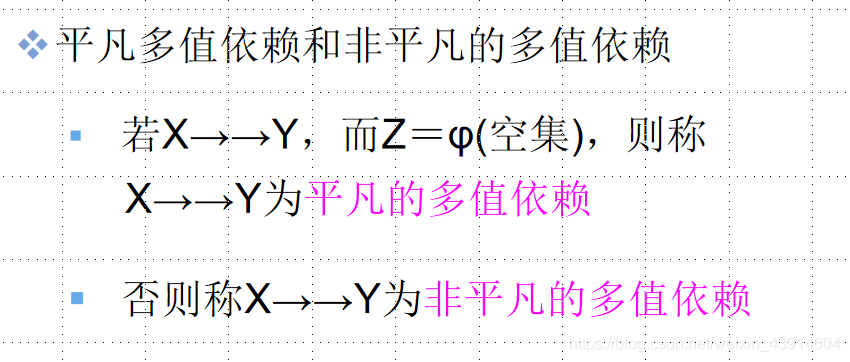 平凡多值依赖和非平凡的多值依赖
若X→→Y，而Z＝φ(空集)，则称
X→→Y为平凡的多值依赖
否则称X→→Y为非平凡的多值依赖
https://blog.csdn.net/weixin_43914604